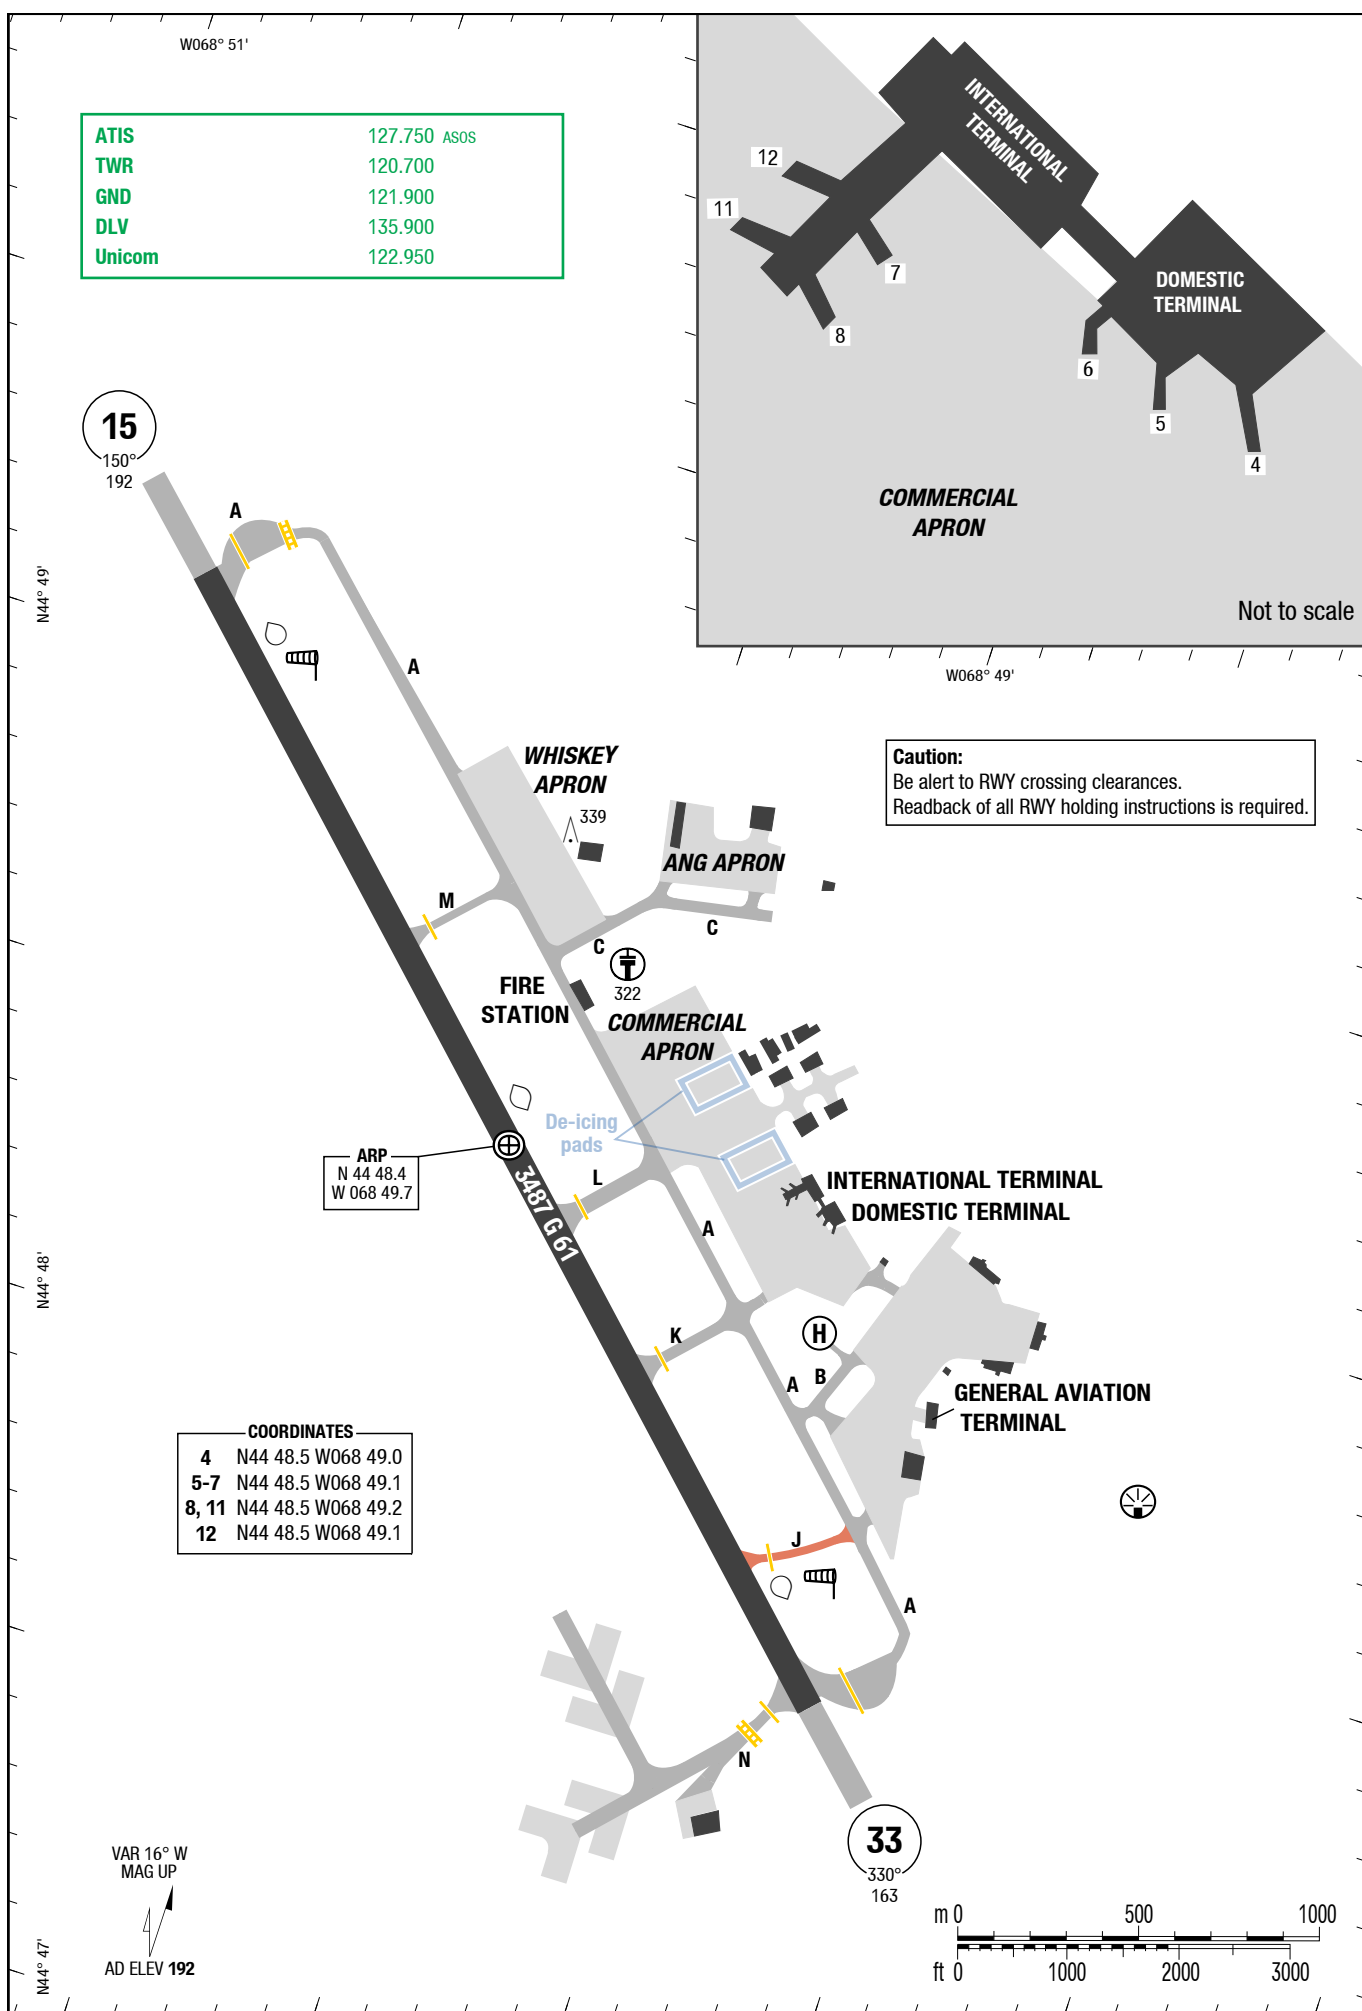 W068° 51'
ATIS 127.750 ASOS
TWR 120.700
GND 121.900
DLV 135.900
Unicom 122.950
INTERNATIONAL
TERMINAL
DOMESTIC
TERMINAL
12
11
7
8
6
5
4
COMMERCIAL
APRON
Not to scale
W068° 49'
15
150°
192
A
N44° 49'
A
Caution:
Be alert to RWY crossing clearances.
Readback of all RWY holding instructions is required.
WHISKEY
APRON
339
ANG APRON
M
C
C
322
FIRE
STATION
COMMERCIAL
APRON
De-icing
pads
ARP
N 44 48.4
W 068 49.7
3487 G 61
L
A
INTERNATIONAL TERMINAL
DOMESTIC TERMINAL
N44° 48'
K
H
A
B
GENERAL AVIATION
TERMINAL
COORDINATES
4 N44 48.5 W068 49.0
5-7 N44 48.5 W068 49.1
8, 11 N44 48.5 W068 49.2
12 N44 48.5 W068 49.1
J
A
N
33
330°
163
VAR 16° W
MAG UP
AD ELEV 192
N44° 47'
m 0 500 1000
ft 0 1000 2000 3000